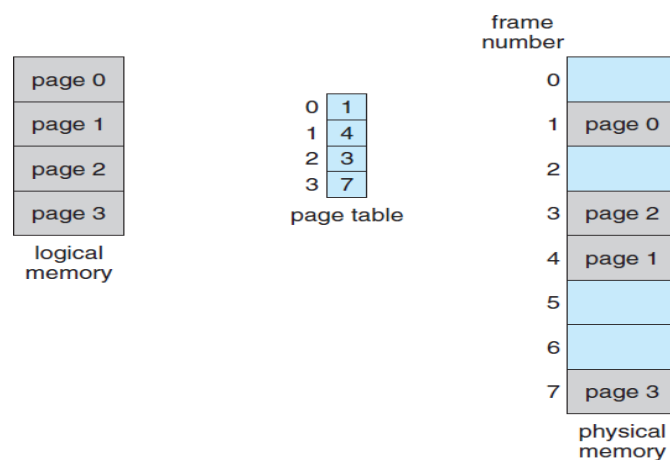 page 0
page 1
page 2
page 3
logical
memory
0 1
1 4
2 3
3 7
page table
frame
number
0
1 page 0
2
3 page 2
4 page 1
5
6
7 page 3
physical
memory